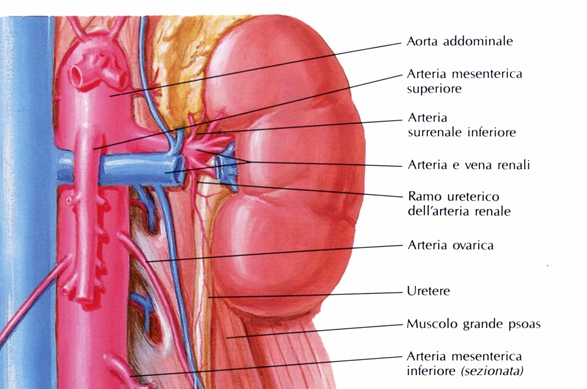 Aorta addominale
Arteria mesenterica
superiore
Arteria
surrenale inferiore
Arteria e vena renali
Ramo ureterico
dell'arteria renale
Arteria ovarica
Uretere
Muscolo grande psoas
Arteria mesenterica
inferiore (sezionata)